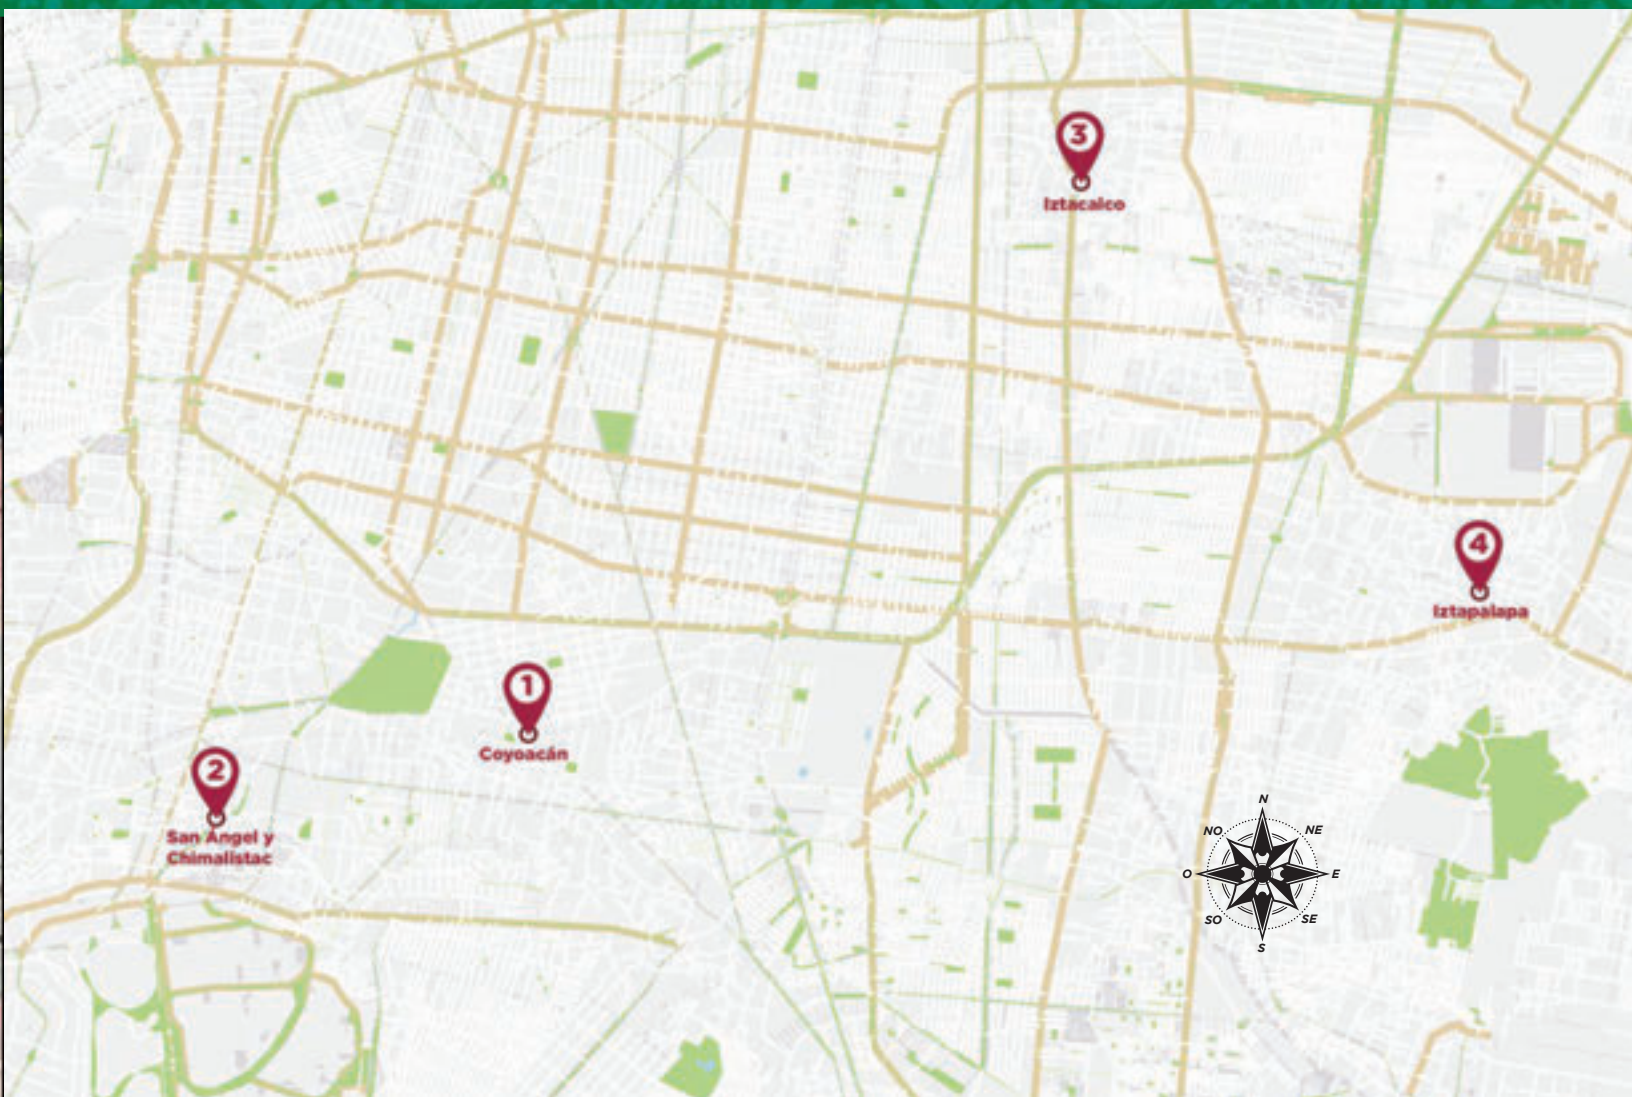 3
Iztacalco
4
Iztapalapa
1
Coyoacán
2
San Ángel y
Chimalistac
N
NO
NE
O
E
SO
SE
S